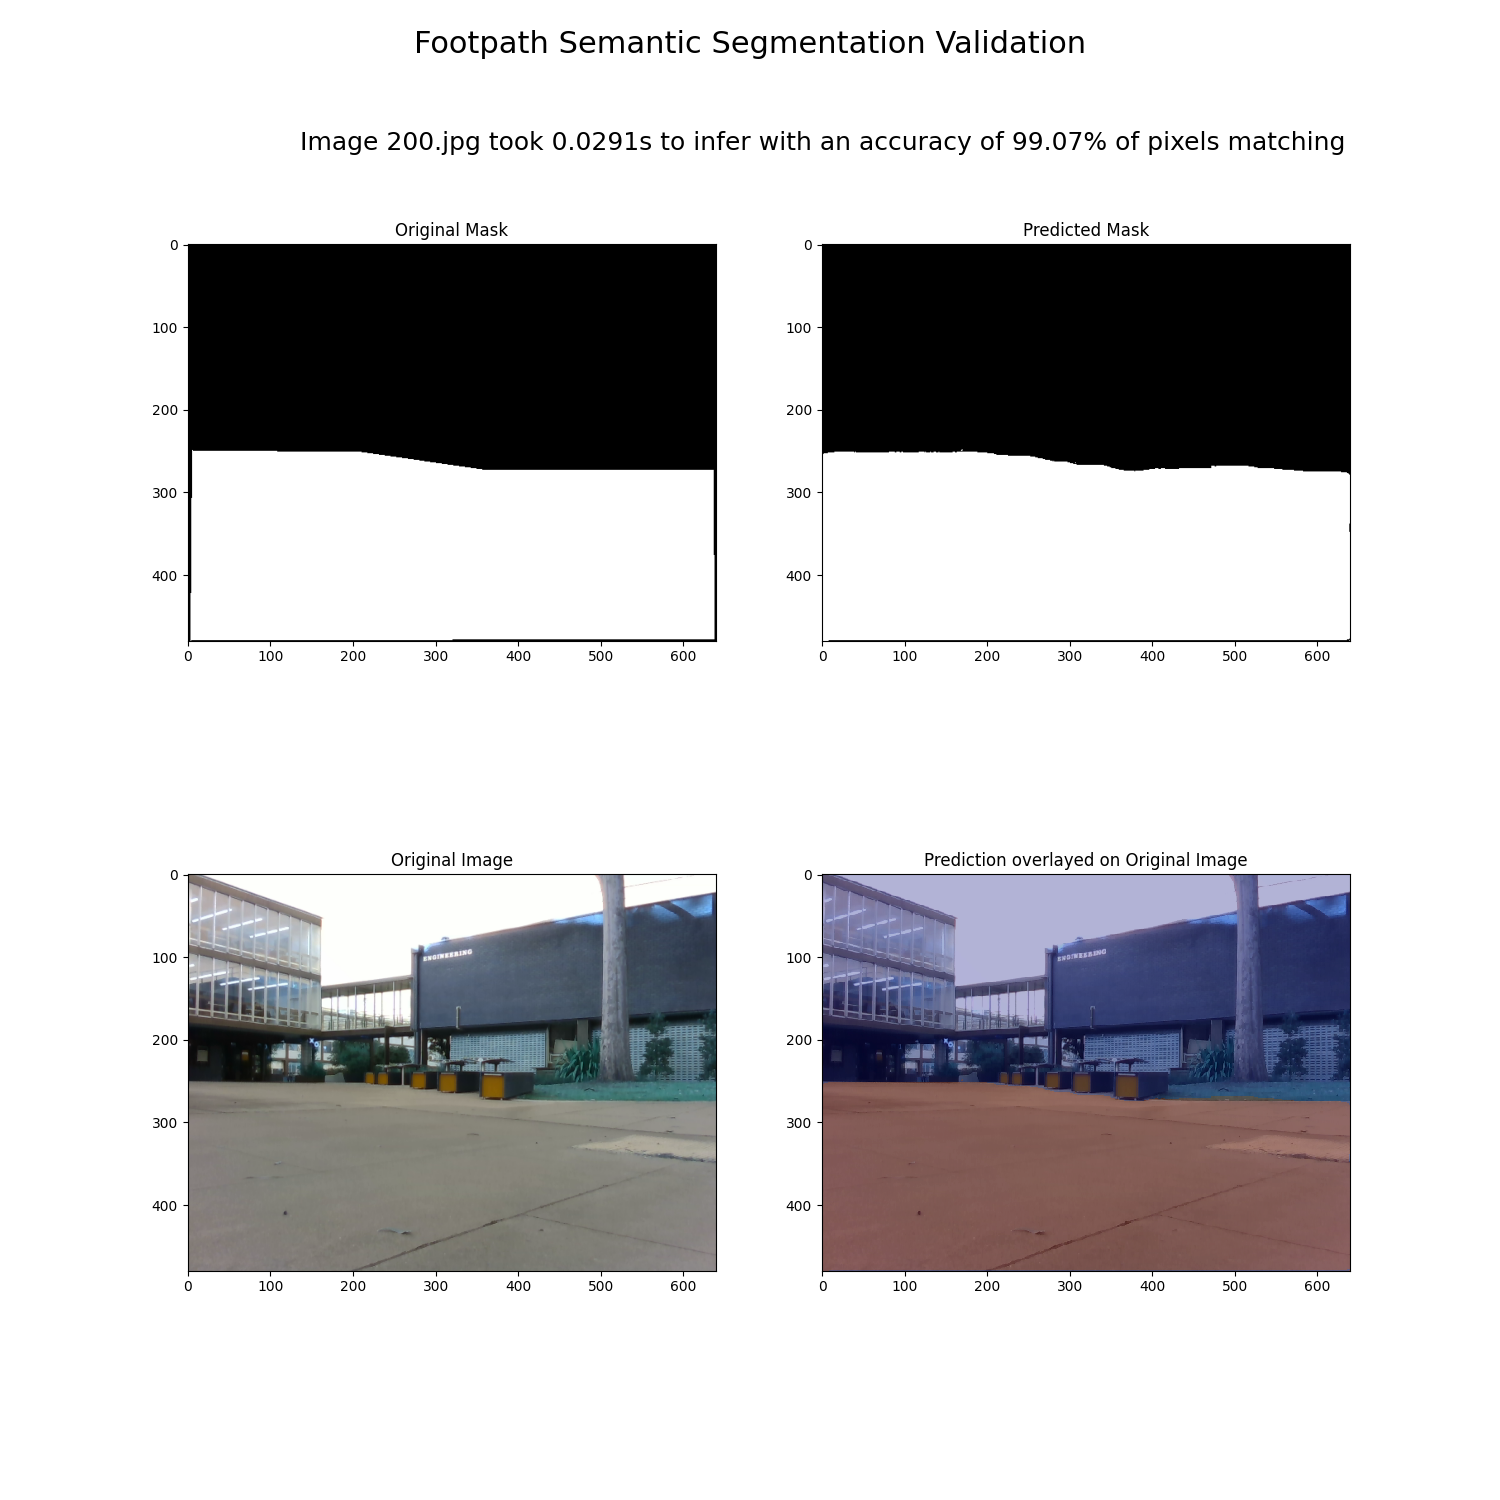 Footpath Semantic Segmentation Validation
Image 200.jpg took 0.0291s to infer with an accuracy of 99.07% of pixels matching
Original Mask
0
100
200
300
400
0 100 200 300 400 500 600
Predicted Mask
0
100
200
300
400
0 100 200 300 400 500 600
Original Image
0
100
200
300
400
ENGINEERING
0 100 200 300 400 500 600
Prediction overlayed on Original Image
0
100
200
300
400
ENGINEERING
0 100 200 300 400 500 600